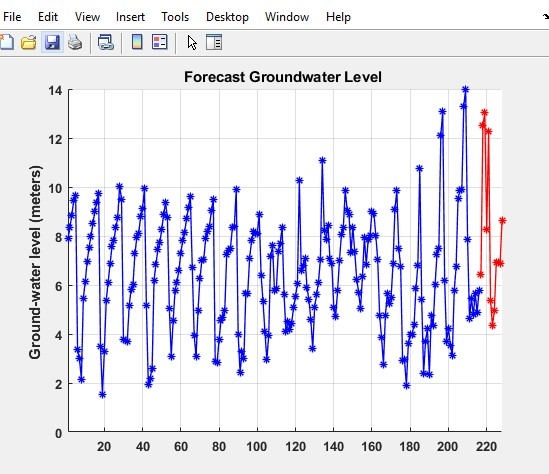 File Edit View Insert Tools Desktop Window Help
Forecast Groundwater Level
Ground-water level (meters)
14
12
10
8
6
4
2
0
20 40 60 80 100 120 140 160 180 200 220